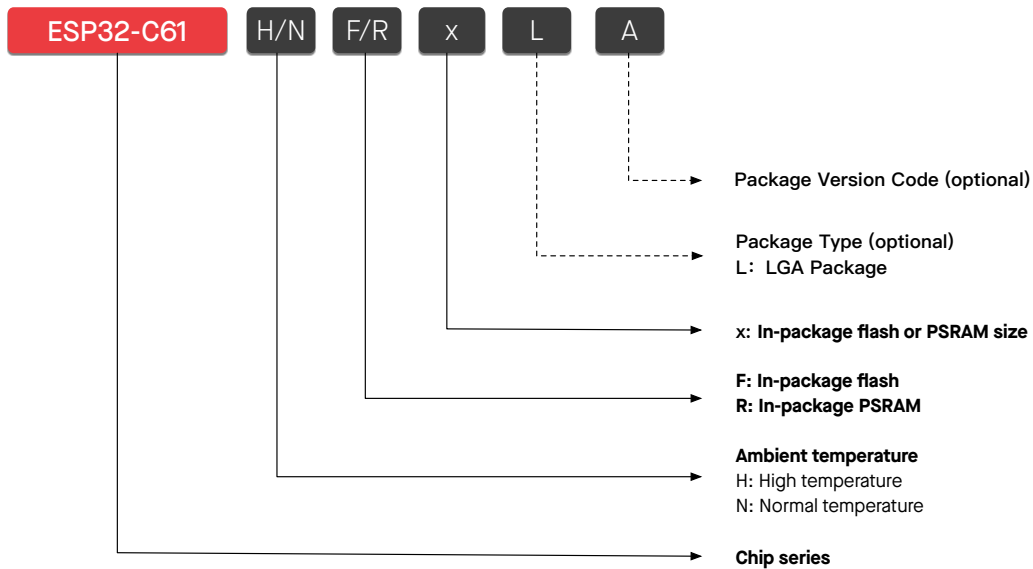 ESP32-C61 H/N F/R x L A
Package Version Code (optional)
Package Type (optional)
L: LGA Package
x: In-package flash or PSRAM size
F: In-package flash
R: In-package PSRAM
Ambient temperature
H: High temperature
N: Normal temperature
Chip series